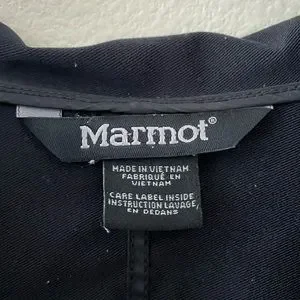 Marmot®
MADE IN VIETNAM
FABRIQUÉ EN
VIETNAM
CARE LABEL INSIDE
INSTRUCTION LAVAGE,
EN DEDANS